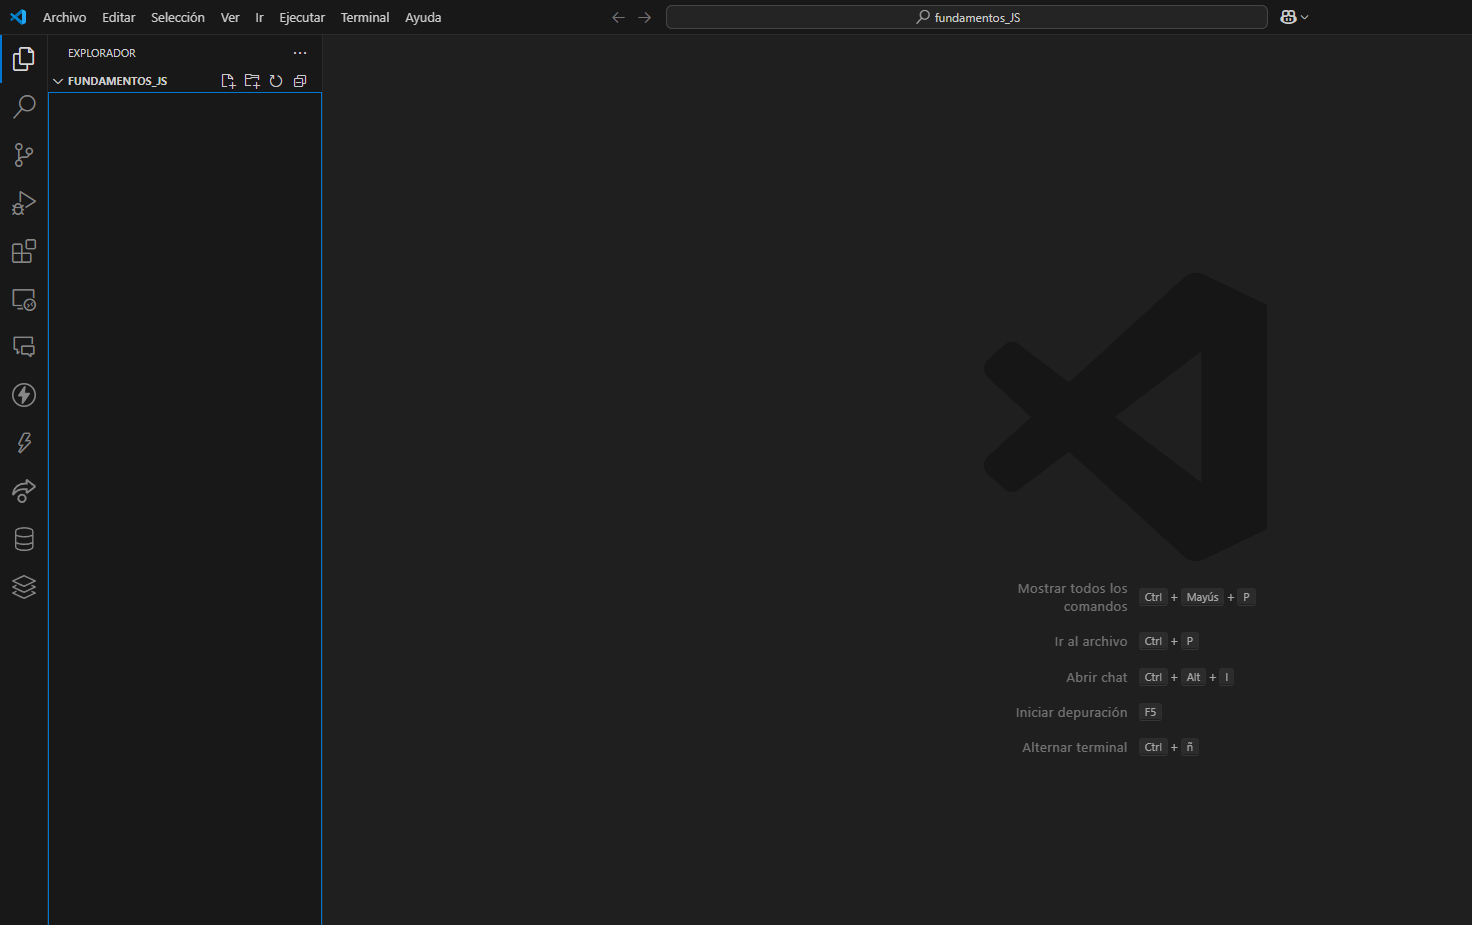 Archivo Editar Selección Ver Ir Ejecutar Terminal Ayuda
fundamentos_JS
EXPLORADOR
FUNDAMENTOS_JS
Mostrar todos los
comandos
Ctrl + Mayús + P
Ir al archivo Ctrl + P
Abrir chat Ctrl + Alt + I
Iniciar depuración F5
Alternar terminal Ctrl + ñ